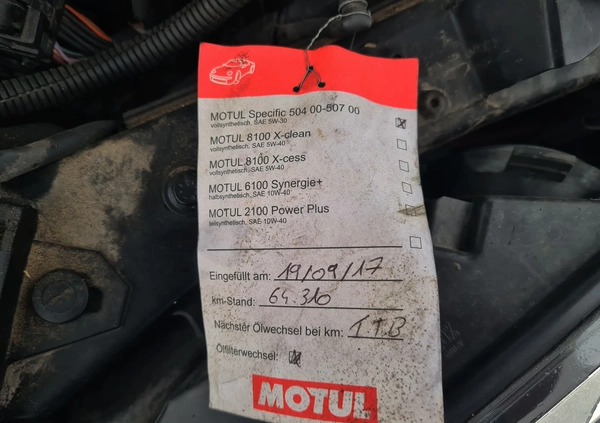 MOTUL Specific 504 00-507 00
vollsynthetisch, SAE 5W-30
MOTUL 8100 X-clean
vollsynthetisch, SAE 5W-40
MOTUL 8100 X-cess
vollsynthetisch, SAE 5W-40
MOTUL 6100 Synergie+
halbsynthetisch, SAE 10W-40
MOTUL 2100 Power Plus
teilsynthetisch, SAE 10W-40
Eingefüllt am: 19/09/17
km-Stand: 64.310
Nächster Ölwechsel bei km: I.T.B
Ölfilterwechsel:
MOTUL